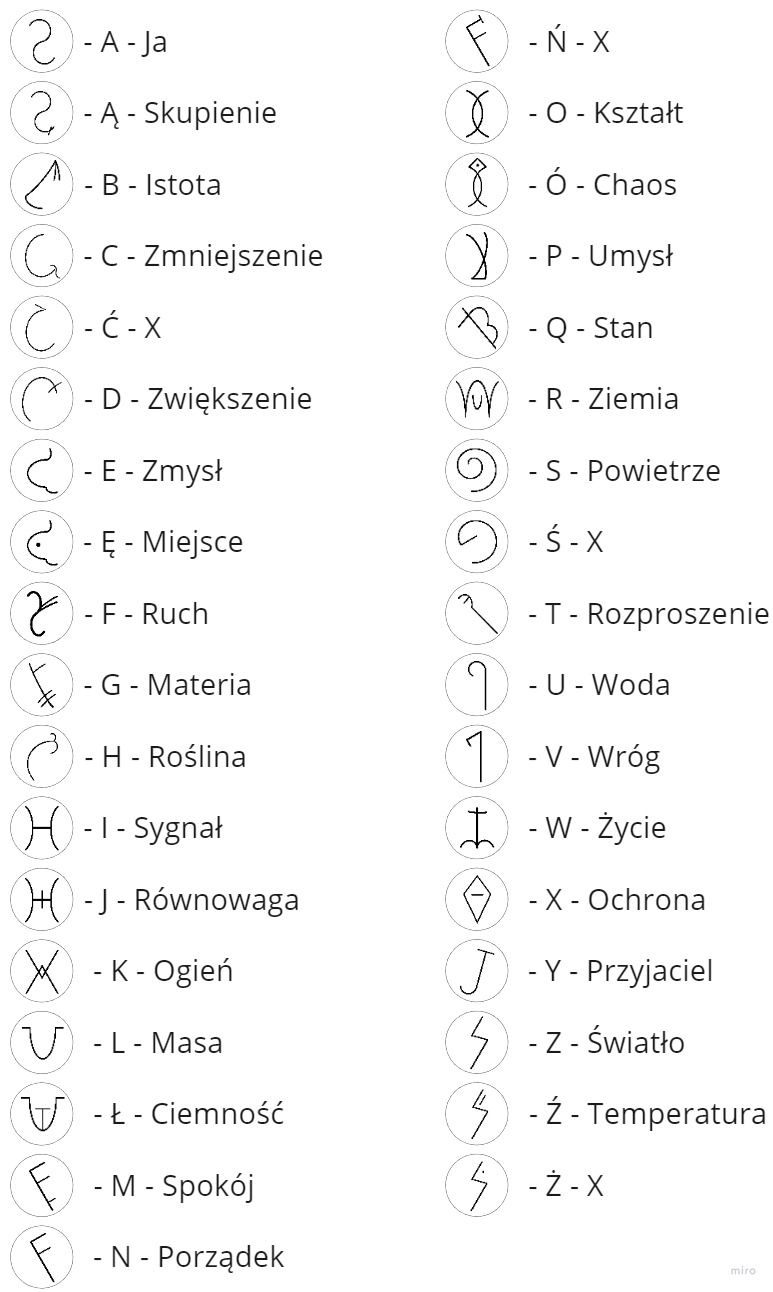 - A - Ja
- Ą - Skupienie
- B - Istota
- C - Zmniejszenie
- Ć - X
- D - Zwiększenie
- E - Zmysł
- Ę - Miejsce
- F - Ruch
- G - Materia
- H - Roślina
- I - Sygnał
- J - Równowaga
- K - Ogień
- L - Masa
- Ł - Ciemność
- M - Spokój
- N - Porządek
- Ń - X
- O - Kształt
- Ó - Chaos
- P - Umysł
- Q - Stan
- R - Ziemia
- S - Powietrze
- Ś - X
- T - Rozproszenie
- U - Woda
- V - Wróg
- W - Życie
- X - Ochrona
- Y - Przyjaciel
- Z - Światło
- Ź - Temperatura
- Ż - X
miro